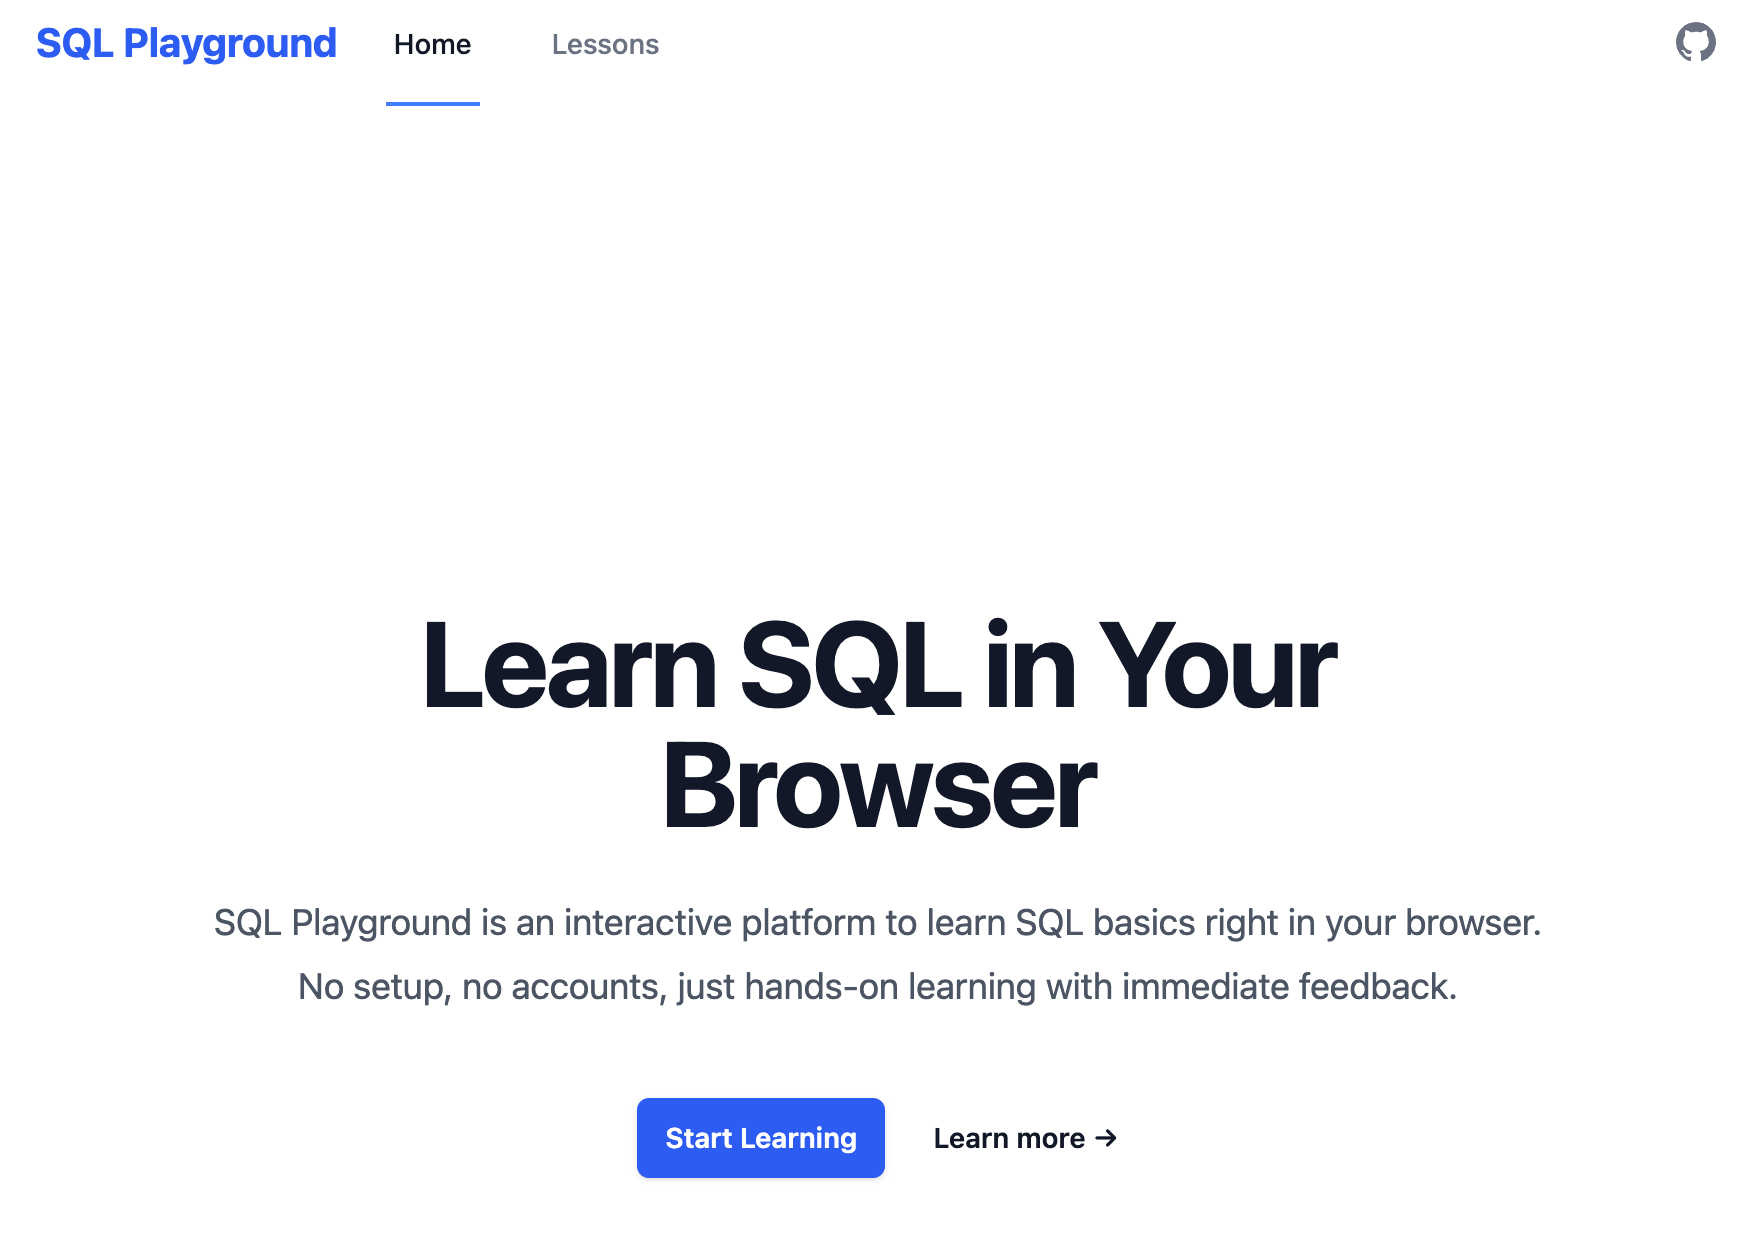 SQL Playground
Home
Lessons
Learn SQL in Your
Browser
SQL Playground is an interactive platform to learn SQL basics right in your browser.
No setup, no accounts, just hands-on learning with immediate feedback.
Start Learning
Learn more →